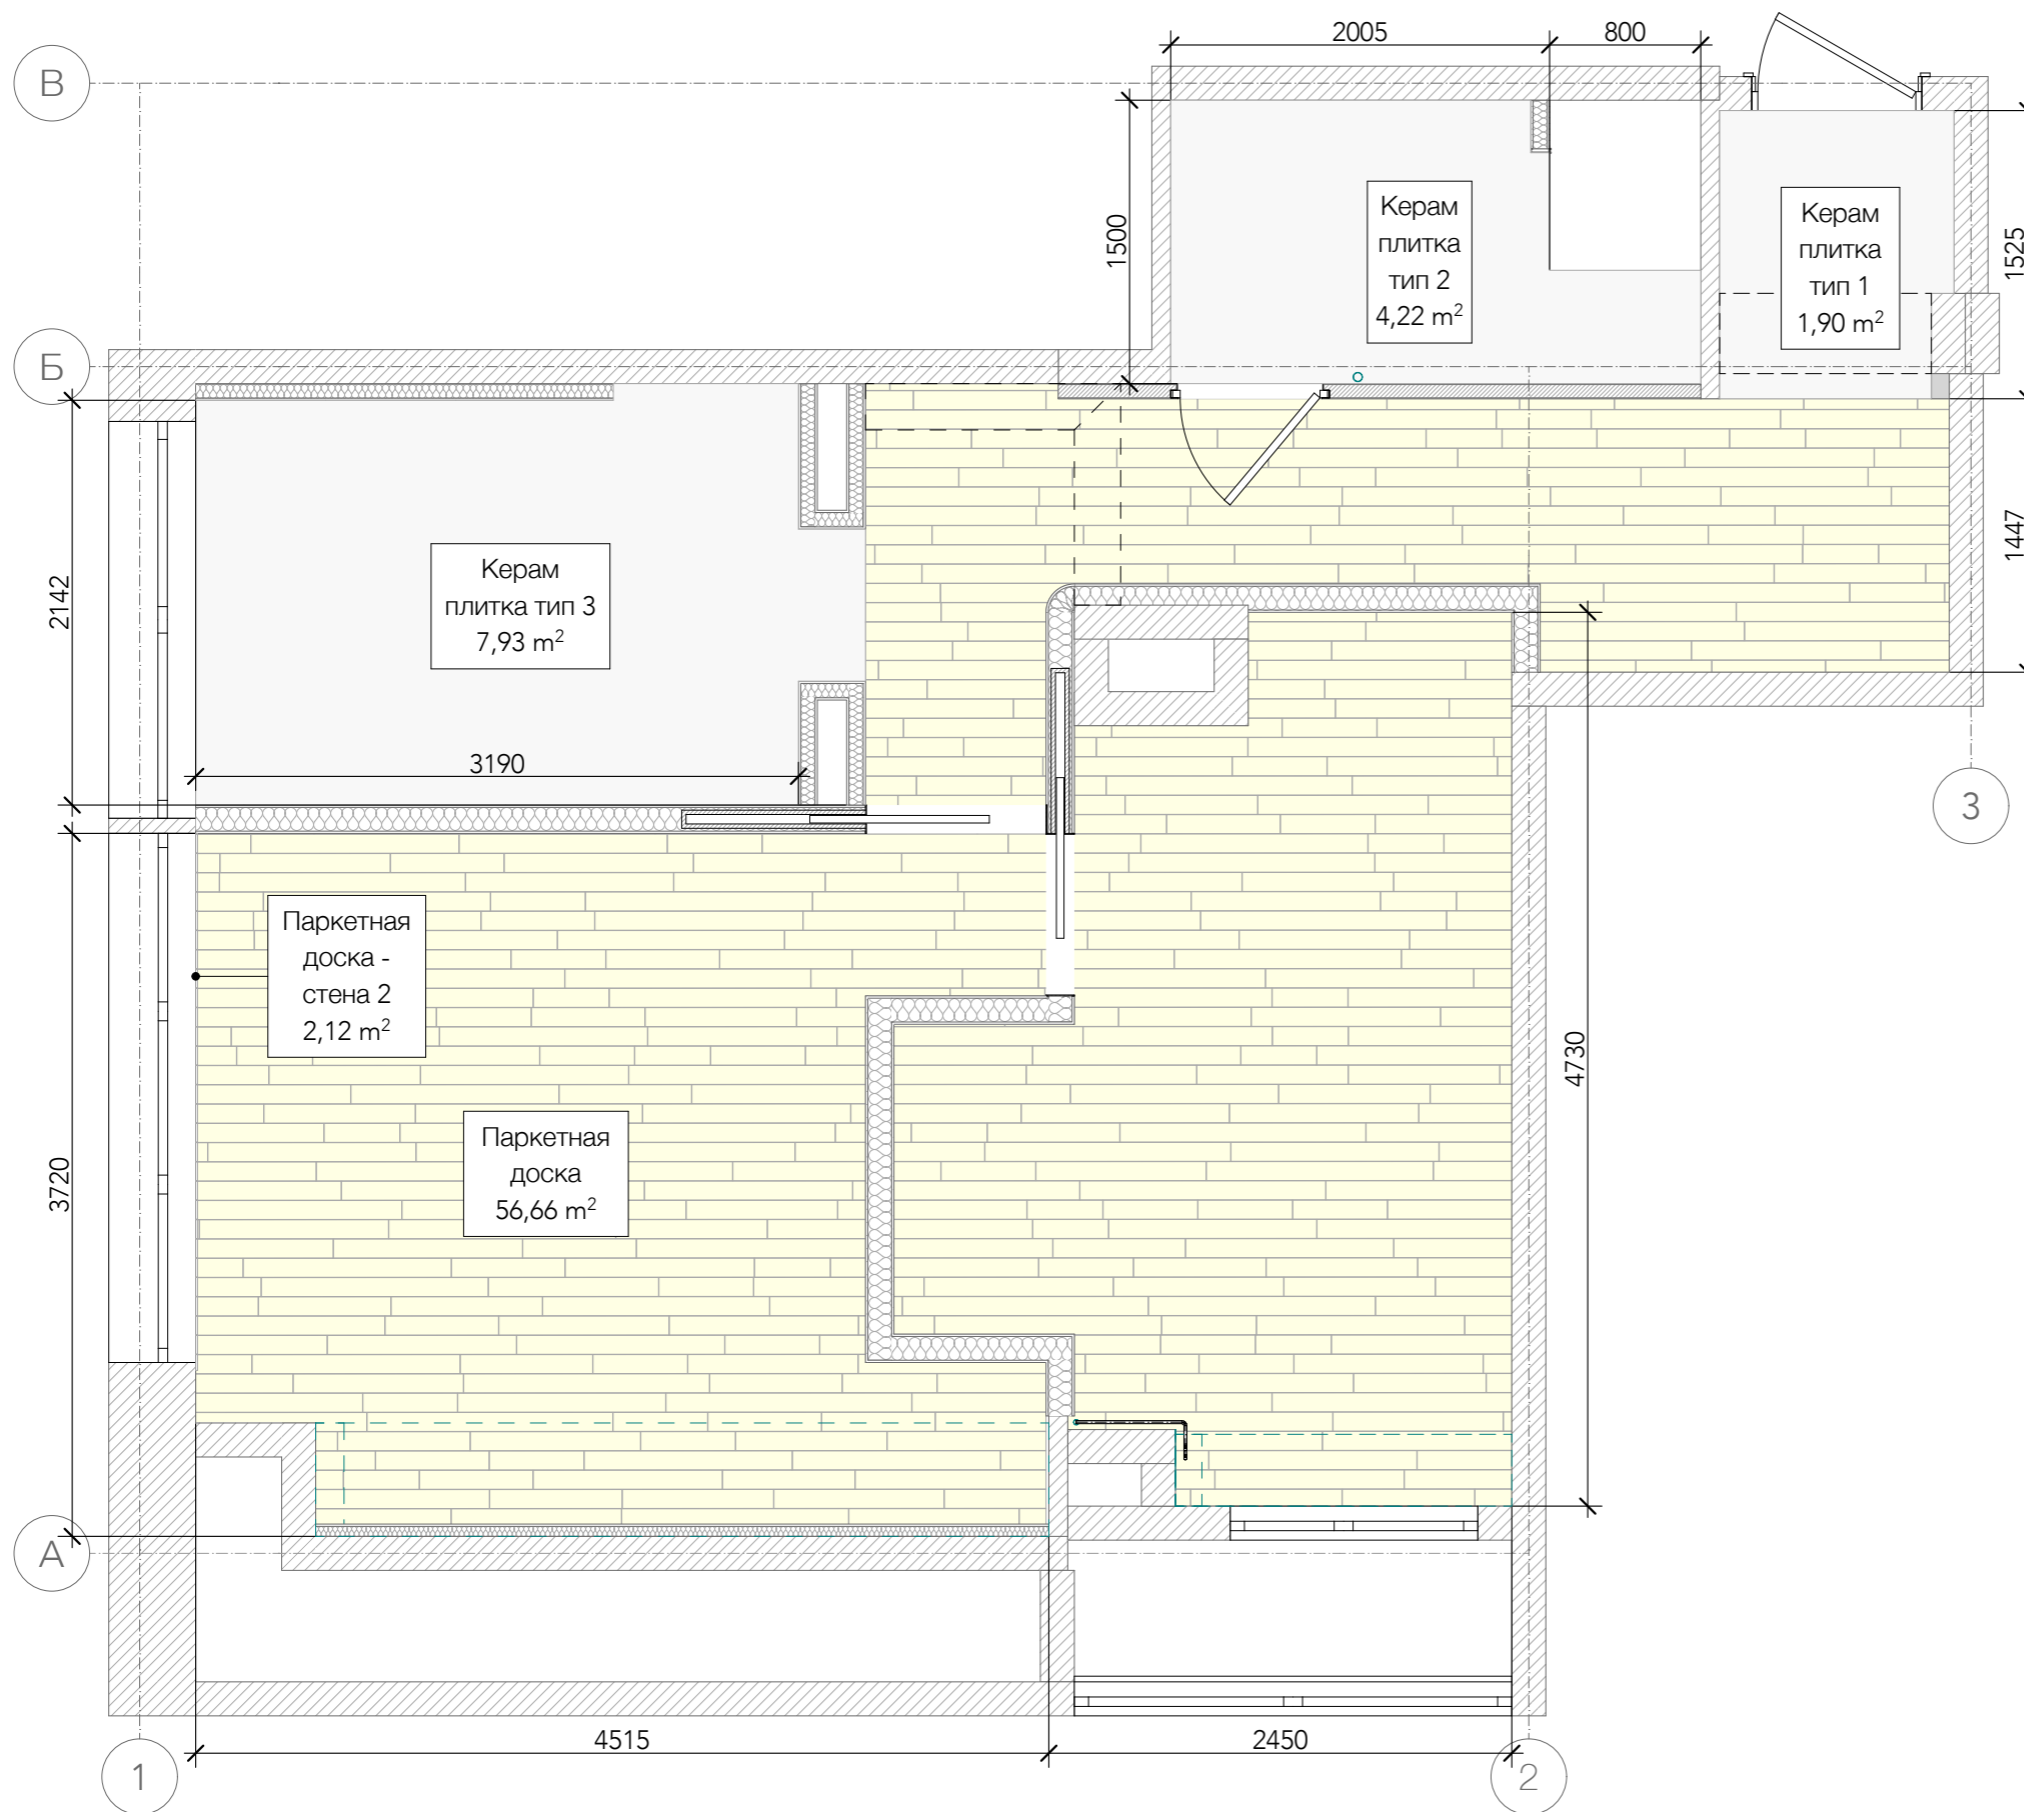 2005
800
В
1500
Керам
плитка
тип 2
4,22 m²
Керам
плитка
тип 1
1,90 m²
1525
Б
1447
2142
Керам
плитка тип 3
7,93 m²
3190
3
Паркетная
доска -
стена 2
2,12 m²
4730
Паркетная
доска
56,66 m²
3720
А
4515
2450
1
2